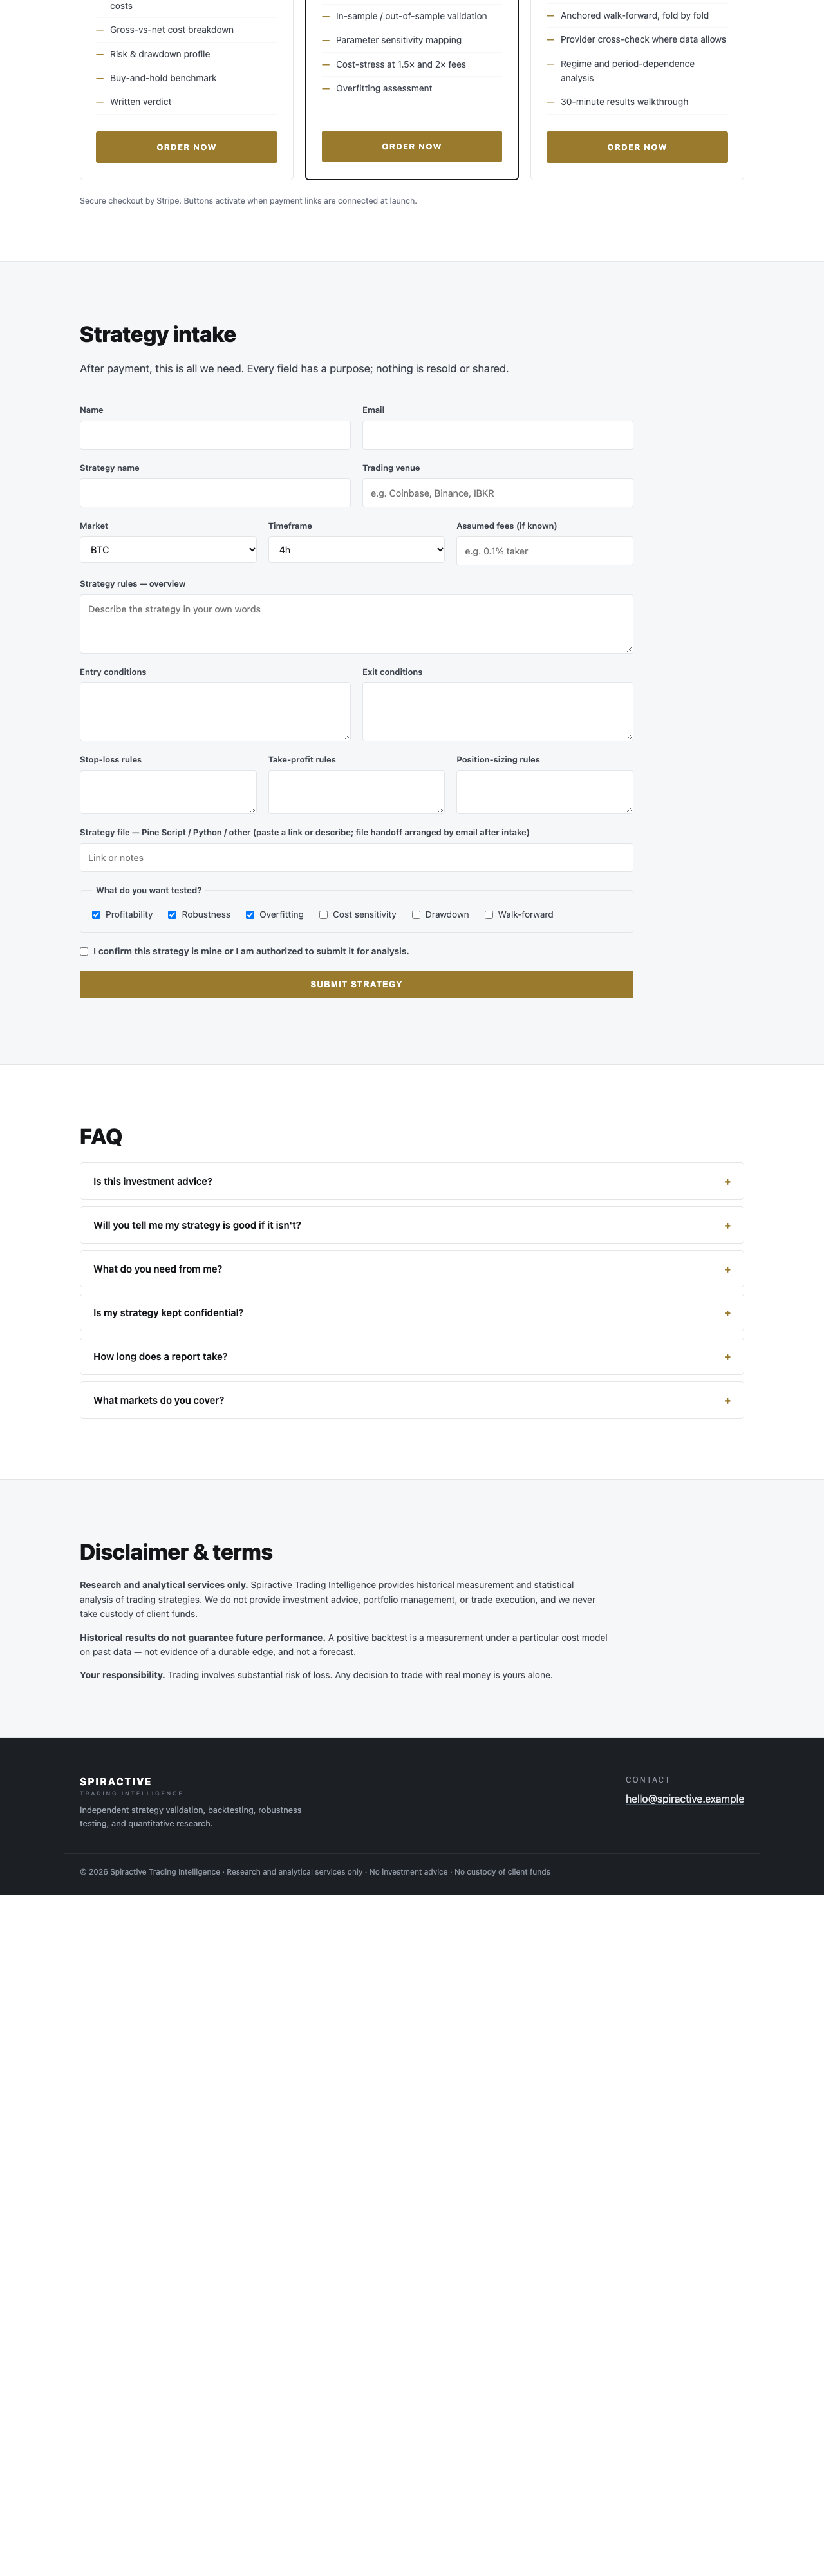 costs
— Gross-vs-net cost breakdown
— Risk & drawdown profile
— Buy-and-hold benchmark
— Written verdict
ORDER NOW
— In-sample / out-of-sample validation
— Parameter sensitivity mapping
— Cost-stress at 1.5× and 2× fees
— Overfitting assessment
ORDER NOW
— Anchored walk-forward, fold by fold
— Provider cross-check where data allows
— Regime and period-dependence
analysis
— 30-minute results walkthrough
ORDER NOW
Secure checkout by Stripe. Buttons activate when payment links are connected at launch.
Strategy intake
After payment, this is all we need. Every field has a purpose; nothing is resold or shared.
Name
Email
Strategy name
Trading venue
e.g. Coinbase, Binance, IBKR
Market
Timeframe
Assumed fees (if known)
BTC
4h
e.g. 0.1% taker
Strategy rules — overview
Describe the strategy in your own words
Entry conditions
Exit conditions
Stop-loss rules
Take-profit rules
Position-sizing rules
Strategy file — Pine Script / Python / other (paste a link or describe; file handoff arranged by email after intake)
Link or notes
What do you want tested?
Profitability
Robustness
Overfitting
Cost sensitivity
Drawdown
Walk-forward
I confirm this strategy is mine or I am authorized to submit it for analysis.
SUBMIT STRATEGY
FAQ
Is this investment advice? +
Will you tell me my strategy is good if it isn't? +
What do you need from me? +
Is my strategy kept confidential? +
How long does a report take? +
What markets do you cover? +
Disclaimer & terms
Research and analytical services only. Spiractive Trading Intelligence provides historical measurement and statistical
analysis of trading strategies. We do not provide investment advice, portfolio management, or trade execution, and we never
take custody of client funds.
Historical results do not guarantee future performance. A positive backtest is a measurement under a particular cost model
on past data — not evidence of a durable edge, and not a forecast.
Your responsibility. Trading involves substantial risk of loss. Any decision to trade with real money is yours alone.
SPIRACTIVE
TRADING INTELLIGENCE
Independent strategy validation, backtesting, robustness
testing, and quantitative research.
CONTACT
hello@spiractive.example
© 2026 Spiractive Trading Intelligence · Research and analytical services only · No investment advice · No custody of client funds